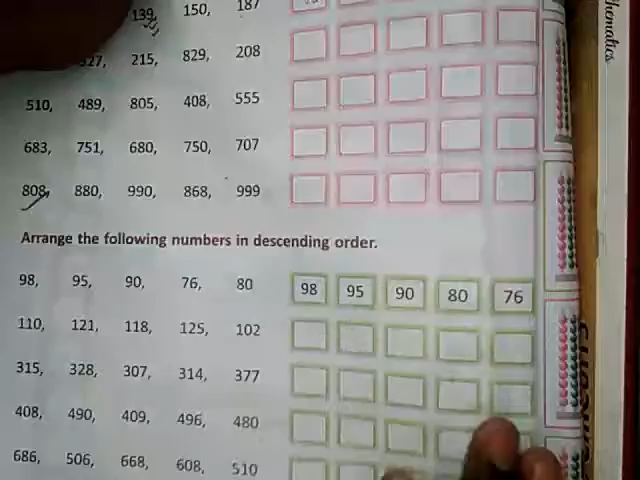 139, 150, 187
327, 215, 829, 208
510, 489, 805, 408, 555
683, 751, 680, 750, 707
808, 880, 990, 868, 999
Arrange the following numbers in descending order.
98, 95, 90, 76, 80 98 95 90 80 76
110, 121, 118, 125, 102
315, 328, 307, 314, 377
408, 490, 409, 496, 480
686, 506, 668, 608, 510